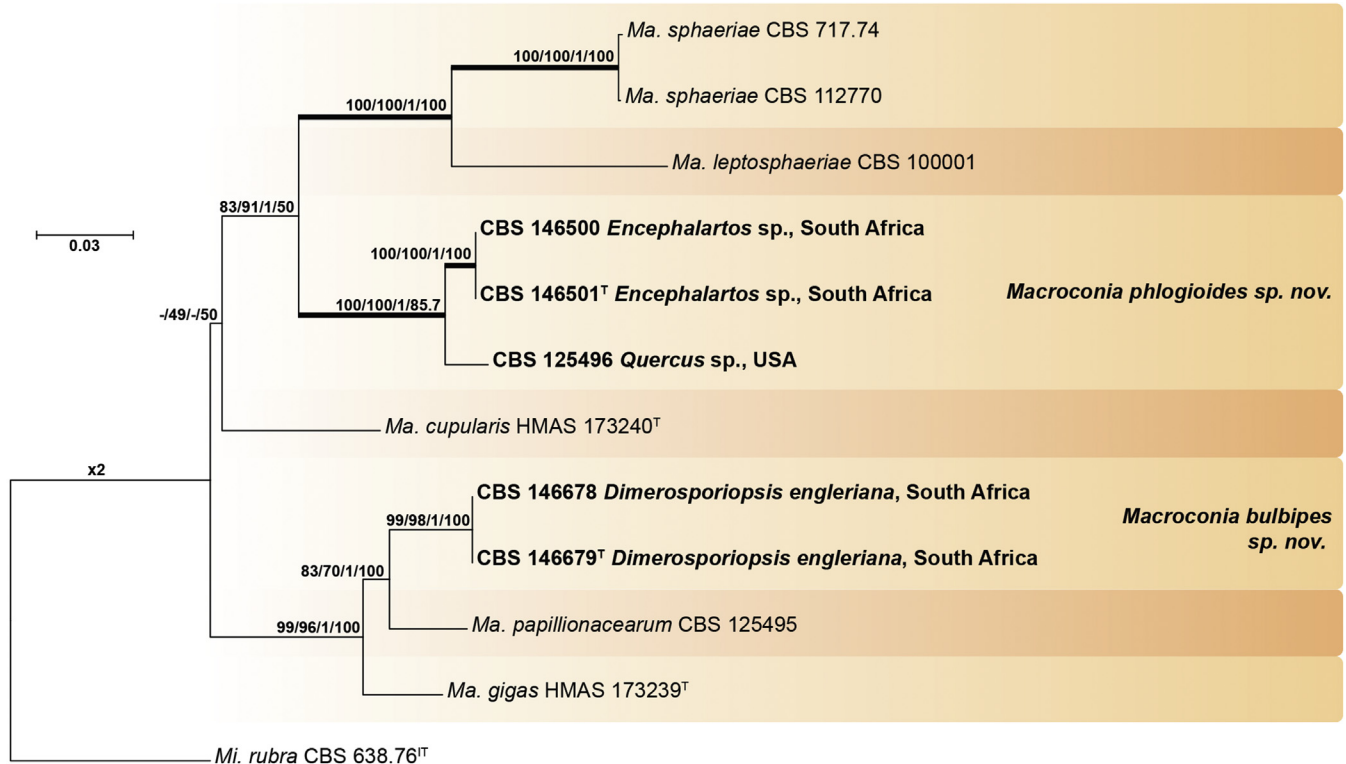 Ma. sphaeriae CBS 717.74
100/100/1/100
Ma. sphaeriae CBS 112770
100/100/1/100
Ma. leptosphaeriae CBS 100001
83/91/1/50
0.03
CBS 146500 Encephalartos sp., South Africa
100/100/1/100
CBS 146501ᵀ Encephalartos sp., South Africa
Macroconia phlogioides sp. nov.
100/100/1/85.7
-/49/-/50
CBS 125496 Quercus sp., USA
Ma. cupularis HMAS 173240ᵀ
x2
CBS 146678 Dimerosporiopsis engleriana, South Africa
Macroconia bulbipes
sp. nov.
99/98/1/100
CBS 146679ᵀ Dimerosporiopsis engleriana, South Africa
83/70/1/100
Ma. papillionacearum CBS 125495
99/96/1/100
Ma. gigas HMAS 173239ᵀ
Mi. rubra CBS 638.76ᴵᵀ